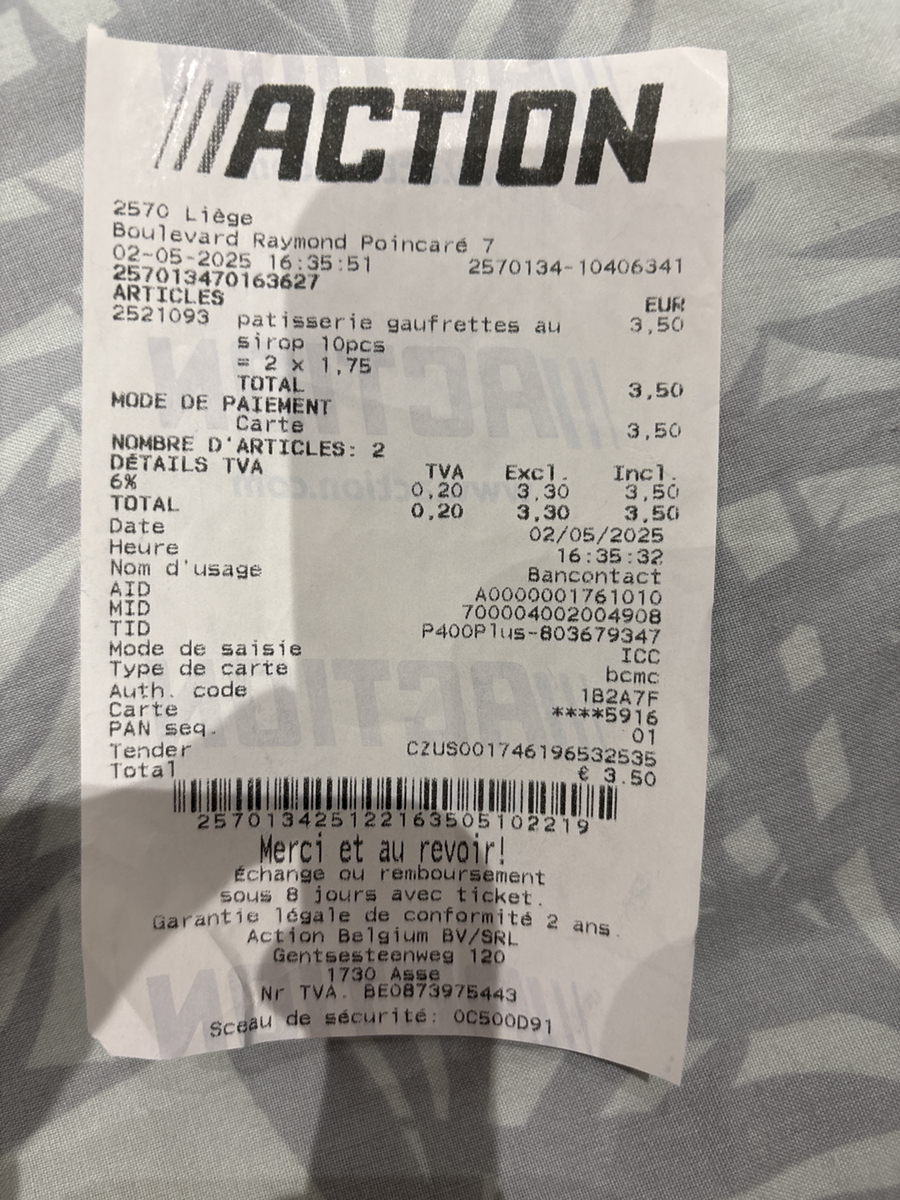 ACTION
2570 Liège
Boulevard Raymond Poincaré 7
02-05-2025 16:35:51 2570134-10406341
257013470163627
ARTICLES EUR
2521093 patisserie gaufrettes au 3,50
sirop 10pcs
= 2 x 1,75
TOTAL 3,50
MODE DE PAIEMENT
Carte 3,50
NOMBRE D'ARTICLES: 2
DÉTAILS TVA TVA Excl. Incl.
6% 0,20 3,30 3,50
TOTAL 0,20 3,30 3,50
Date 02/05/2025
Heure 16:35:32
Nom d'usage Bancontact
AID A0000001761010
MID 700004002004908
TID P400Plus-803679347
Mode de saisie ICC
Type de carte bcmc
Auth. code 1B2A7F
Carte ****5916
PAN seq. 01
Tender CZUS001746196532535
Total € 3.50
257013425122163505102219
Merci et au revoir!
Échange ou remboursement
sous 8 jours avec ticket.
Garantie légale de conformité 2 ans.
Action Belgium BV/SRL
Gentsesteenweg 120
1730 Asse
Nr TVA. BE0873975443
Sceau de sécurité: 0C500D91